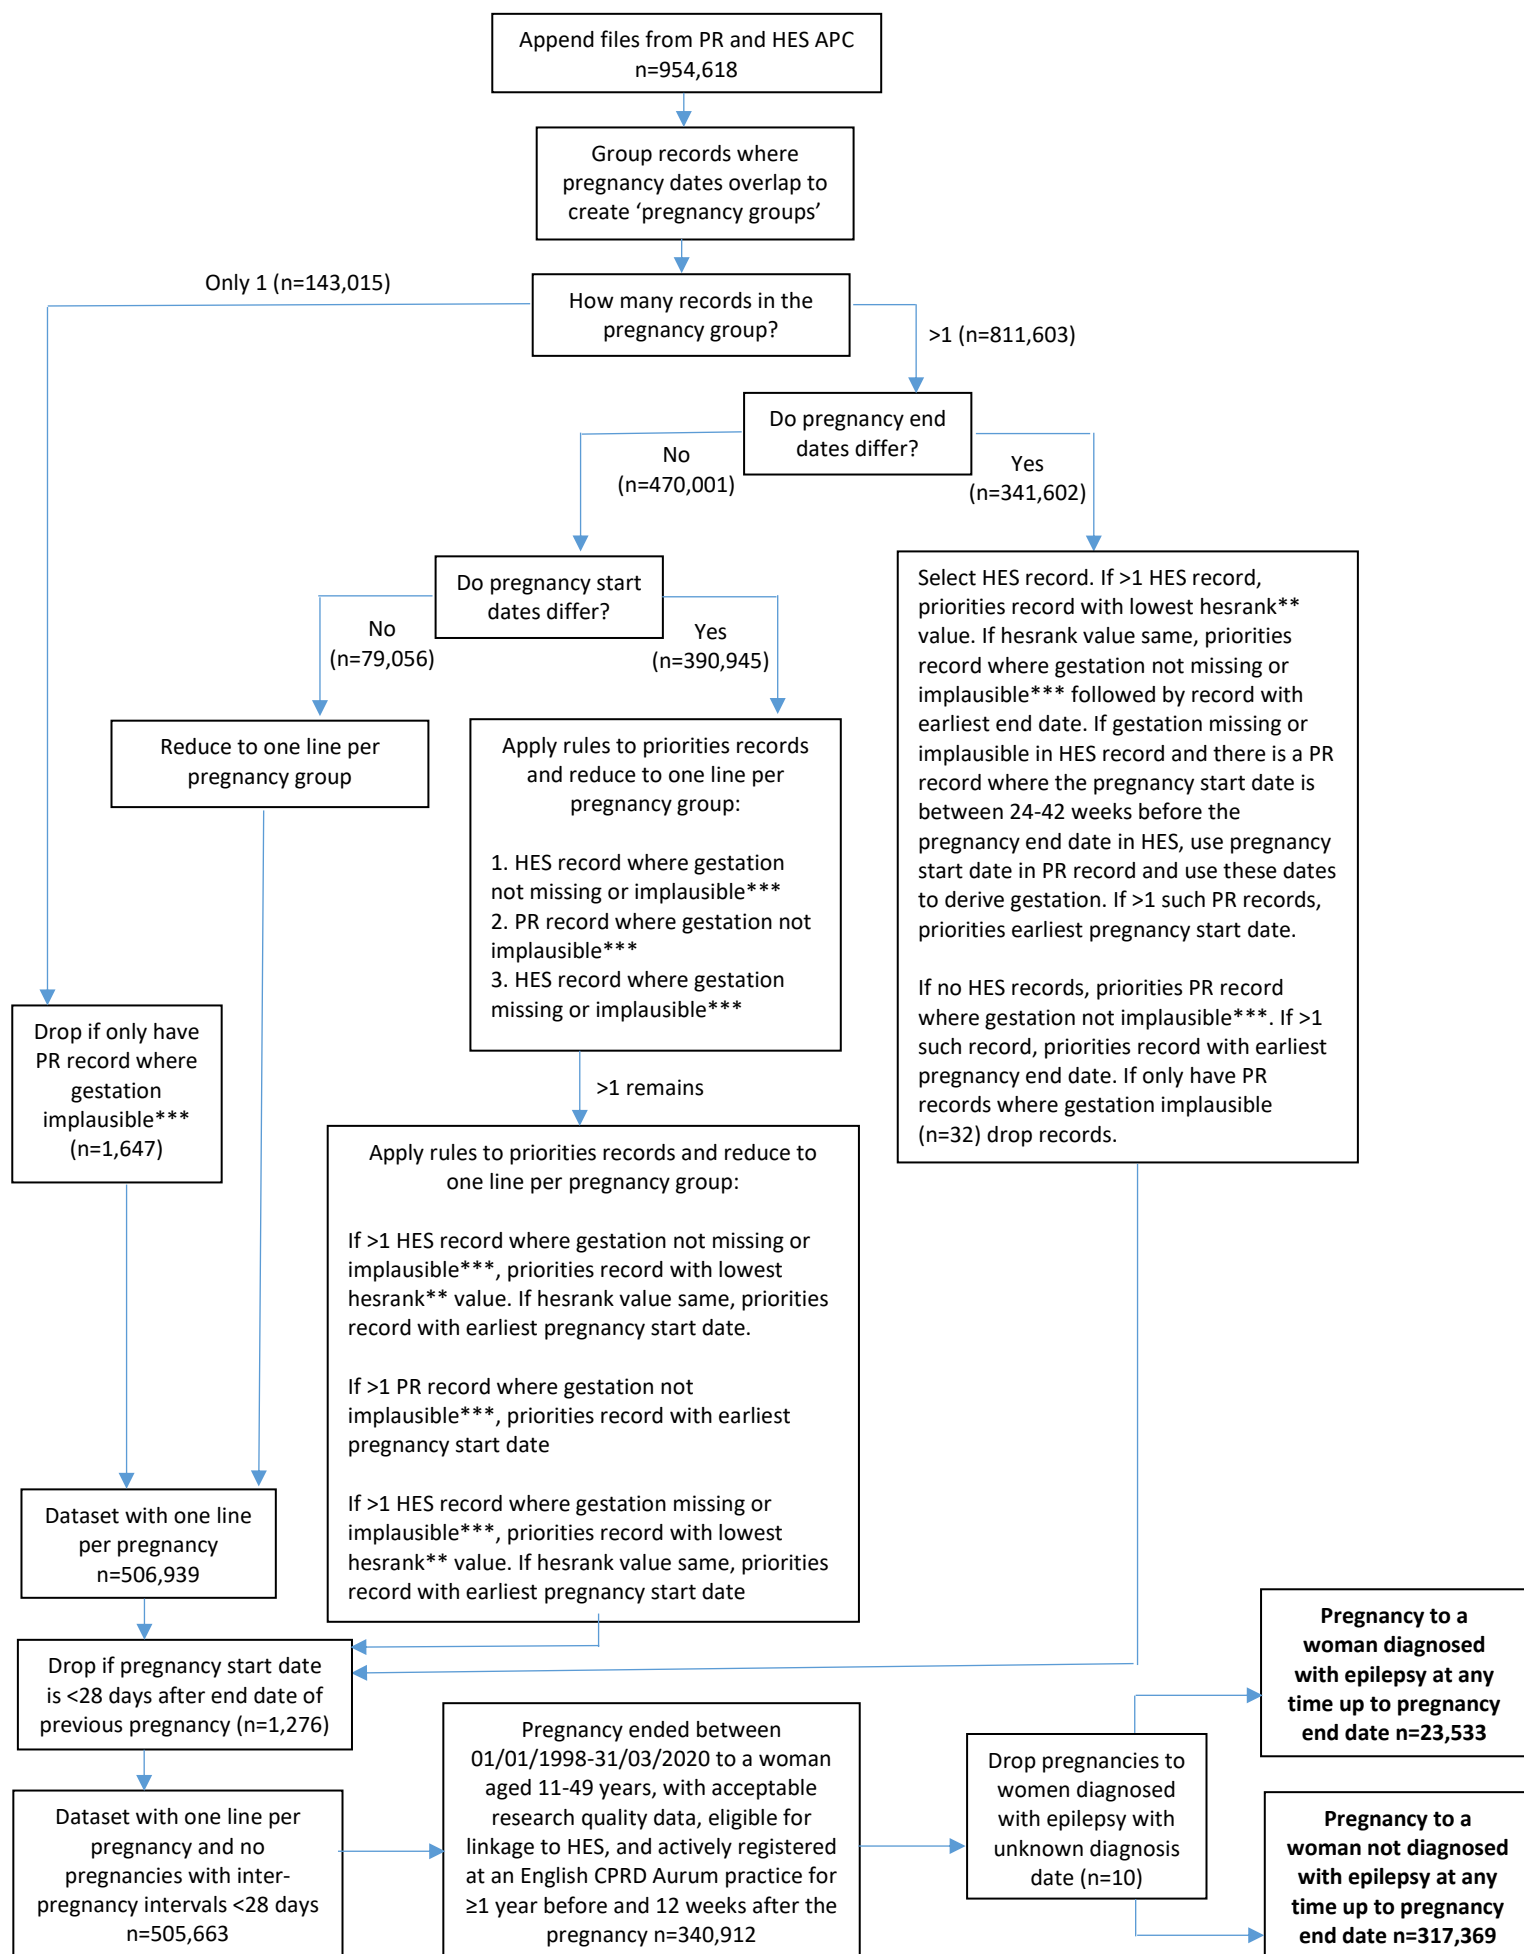 Append files from PR and HES APC
n=954,618
Group records where
pregnancy dates overlap to
create ‘pregnancy groups’
Only 1 (n=143,015)
How many records in the
pregnancy group?
>1 (n=811,603)
Do pregnancy end
dates differ?
No
(n=470,001)
Yes
(n=341,602)
Do pregnancy start
dates differ?
No
(n=79,056)
Yes
(n=390,945)
Select HES record. If >1 HES record,
priorities record with lowest hesrank**
value. If hesrank value same, priorities
record where gestation not missing or
implausible*** followed by record with
earliest end date. If gestation missing or
implausible in HES record and there is a PR
record where the pregnancy start date is
between 24-42 weeks before the
pregnancy end date in HES, use pregnancy
start date in PR record and use these dates
to derive gestation. If >1 such PR records,
priorities earliest pregnancy start date.
If no HES records, priorities PR record
where gestation not implausible***. If >1
such record, priorities record with earliest
pregnancy end date. If only have PR
records where gestation implausible
(n=32) drop records.
Reduce to one line per
pregnancy group
Apply rules to priorities records
and reduce to one line per
pregnancy group:
1. HES record where gestation
not missing or implausible***
2. PR record where gestation not
implausible***
3. HES record where gestation
missing or implausible***
Drop if only have
PR record where
gestation
implausible***
(n=1,647)
>1 remains
Apply rules to priorities records and reduce to
one line per pregnancy group:
If >1 HES record where gestation not missing or
implausible***, priorities record with lowest
hesrank** value. If hesrank value same, priorities
record with earliest pregnancy start date.
If >1 PR record where gestation not
implausible***, priorities record with earliest
pregnancy start date
If >1 HES record where gestation missing or
implausible***, priorities record with lowest
hesrank** value. If hesrank value same, priorities
record with earliest pregnancy start date
Dataset with one line
per pregnancy
n=506,939
Drop if pregnancy start date
is <28 days after end date of
previous pregnancy (n=1,276)
Dataset with one line per
pregnancy and no
pregnancies with inter-
pregnancy intervals <28 days
n=505,663
Pregnancy ended between
01/01/1998-31/03/2020 to a woman
aged 11-49 years, with acceptable
research quality data, eligible for
linkage to HES, and actively registered
at an English CPRD Aurum practice for
≥1 year before and 12 weeks after the
pregnancy n=340,912
Drop pregnancies to
women diagnosed
with epilepsy with
unknown diagnosis
date (n=10)
Pregnancy to a
woman diagnosed
with epilepsy at any
time up to pregnancy
end date n=23,533
Pregnancy to a
woman not diagnosed
with epilepsy at any
time up to pregnancy
end date n=317,369